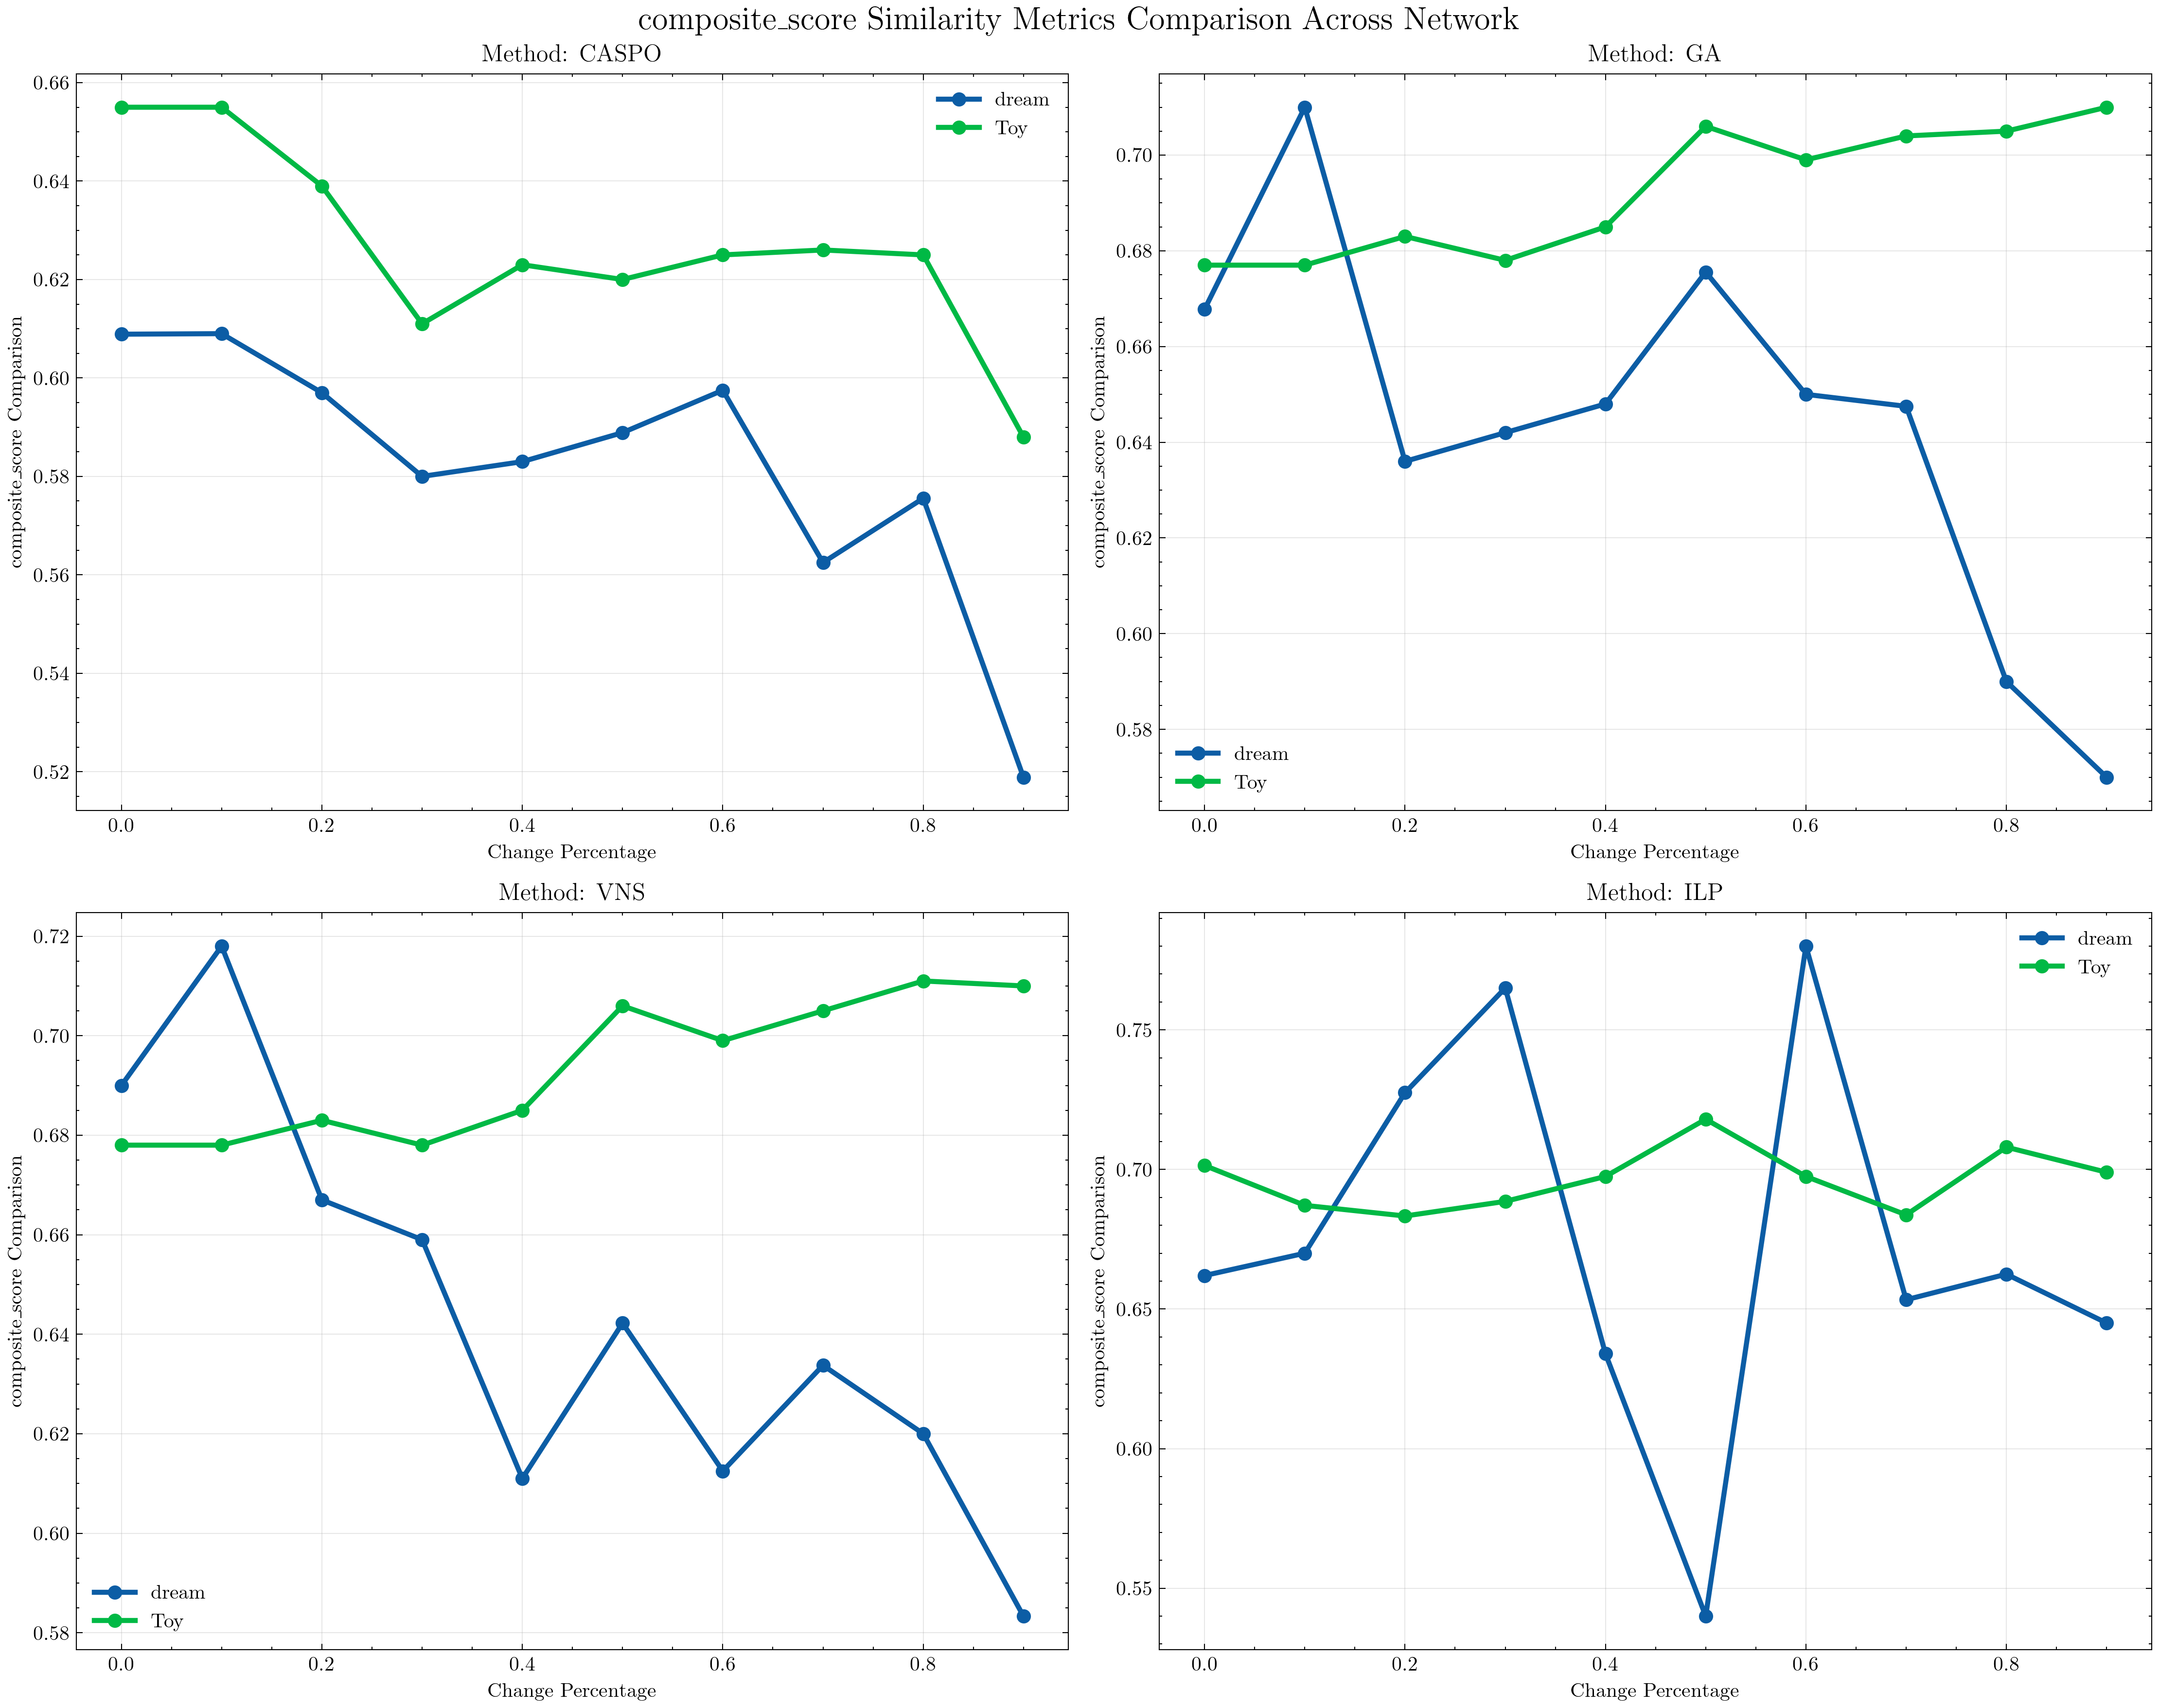 composite_score Similarity Metrics Comparison Across Network
Method: CASPO
composite_score Comparison
0.66
0.64
0.62
0.60
0.58
0.56
0.54
0.52
dream
Toy
0.0 0.2 0.4 0.6 0.8
Change Percentage
Method: GA
composite_score Comparison
0.70
0.68
0.66
0.64
0.62
0.60
0.58
dream
Toy
0.0 0.2 0.4 0.6 0.8
Change Percentage
Method: VNS
composite_score Comparison
0.72
0.70
0.68
0.66
0.64
0.62
0.60
0.58
dream
Toy
0.0 0.2 0.4 0.6 0.8
Change Percentage
Method: ILP
composite_score Comparison
dream
Toy
0.75
0.70
0.65
0.60
0.55
0.0 0.2 0.4 0.6 0.8
Change Percentage